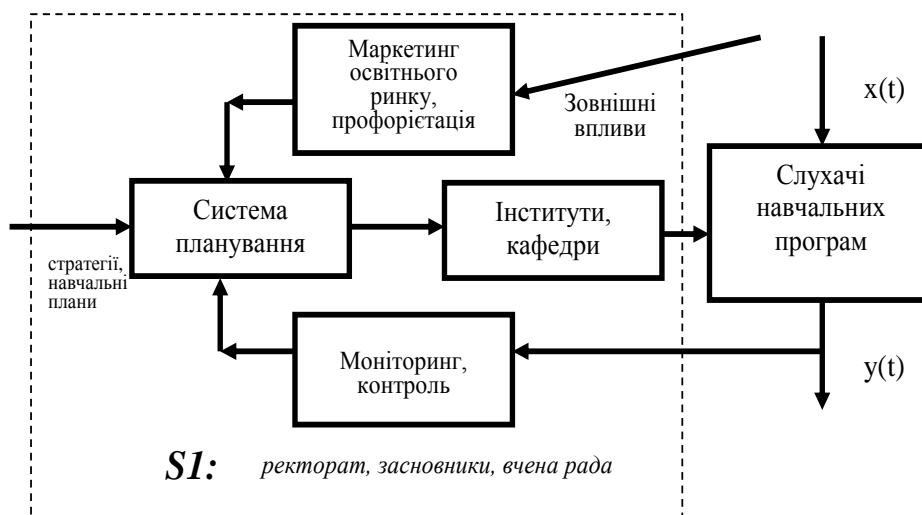 Маркетинг
освітнього
ринку,
профорієтація
Зовнішні
впливи
x(t)
Слухачі
навчальних
програм
Система
планування
Інститути,
кафедри
стратегії,
навчальні
плани
Моніторинг,
контроль
y(t)
S1: ректорат, засновники, вчена рада